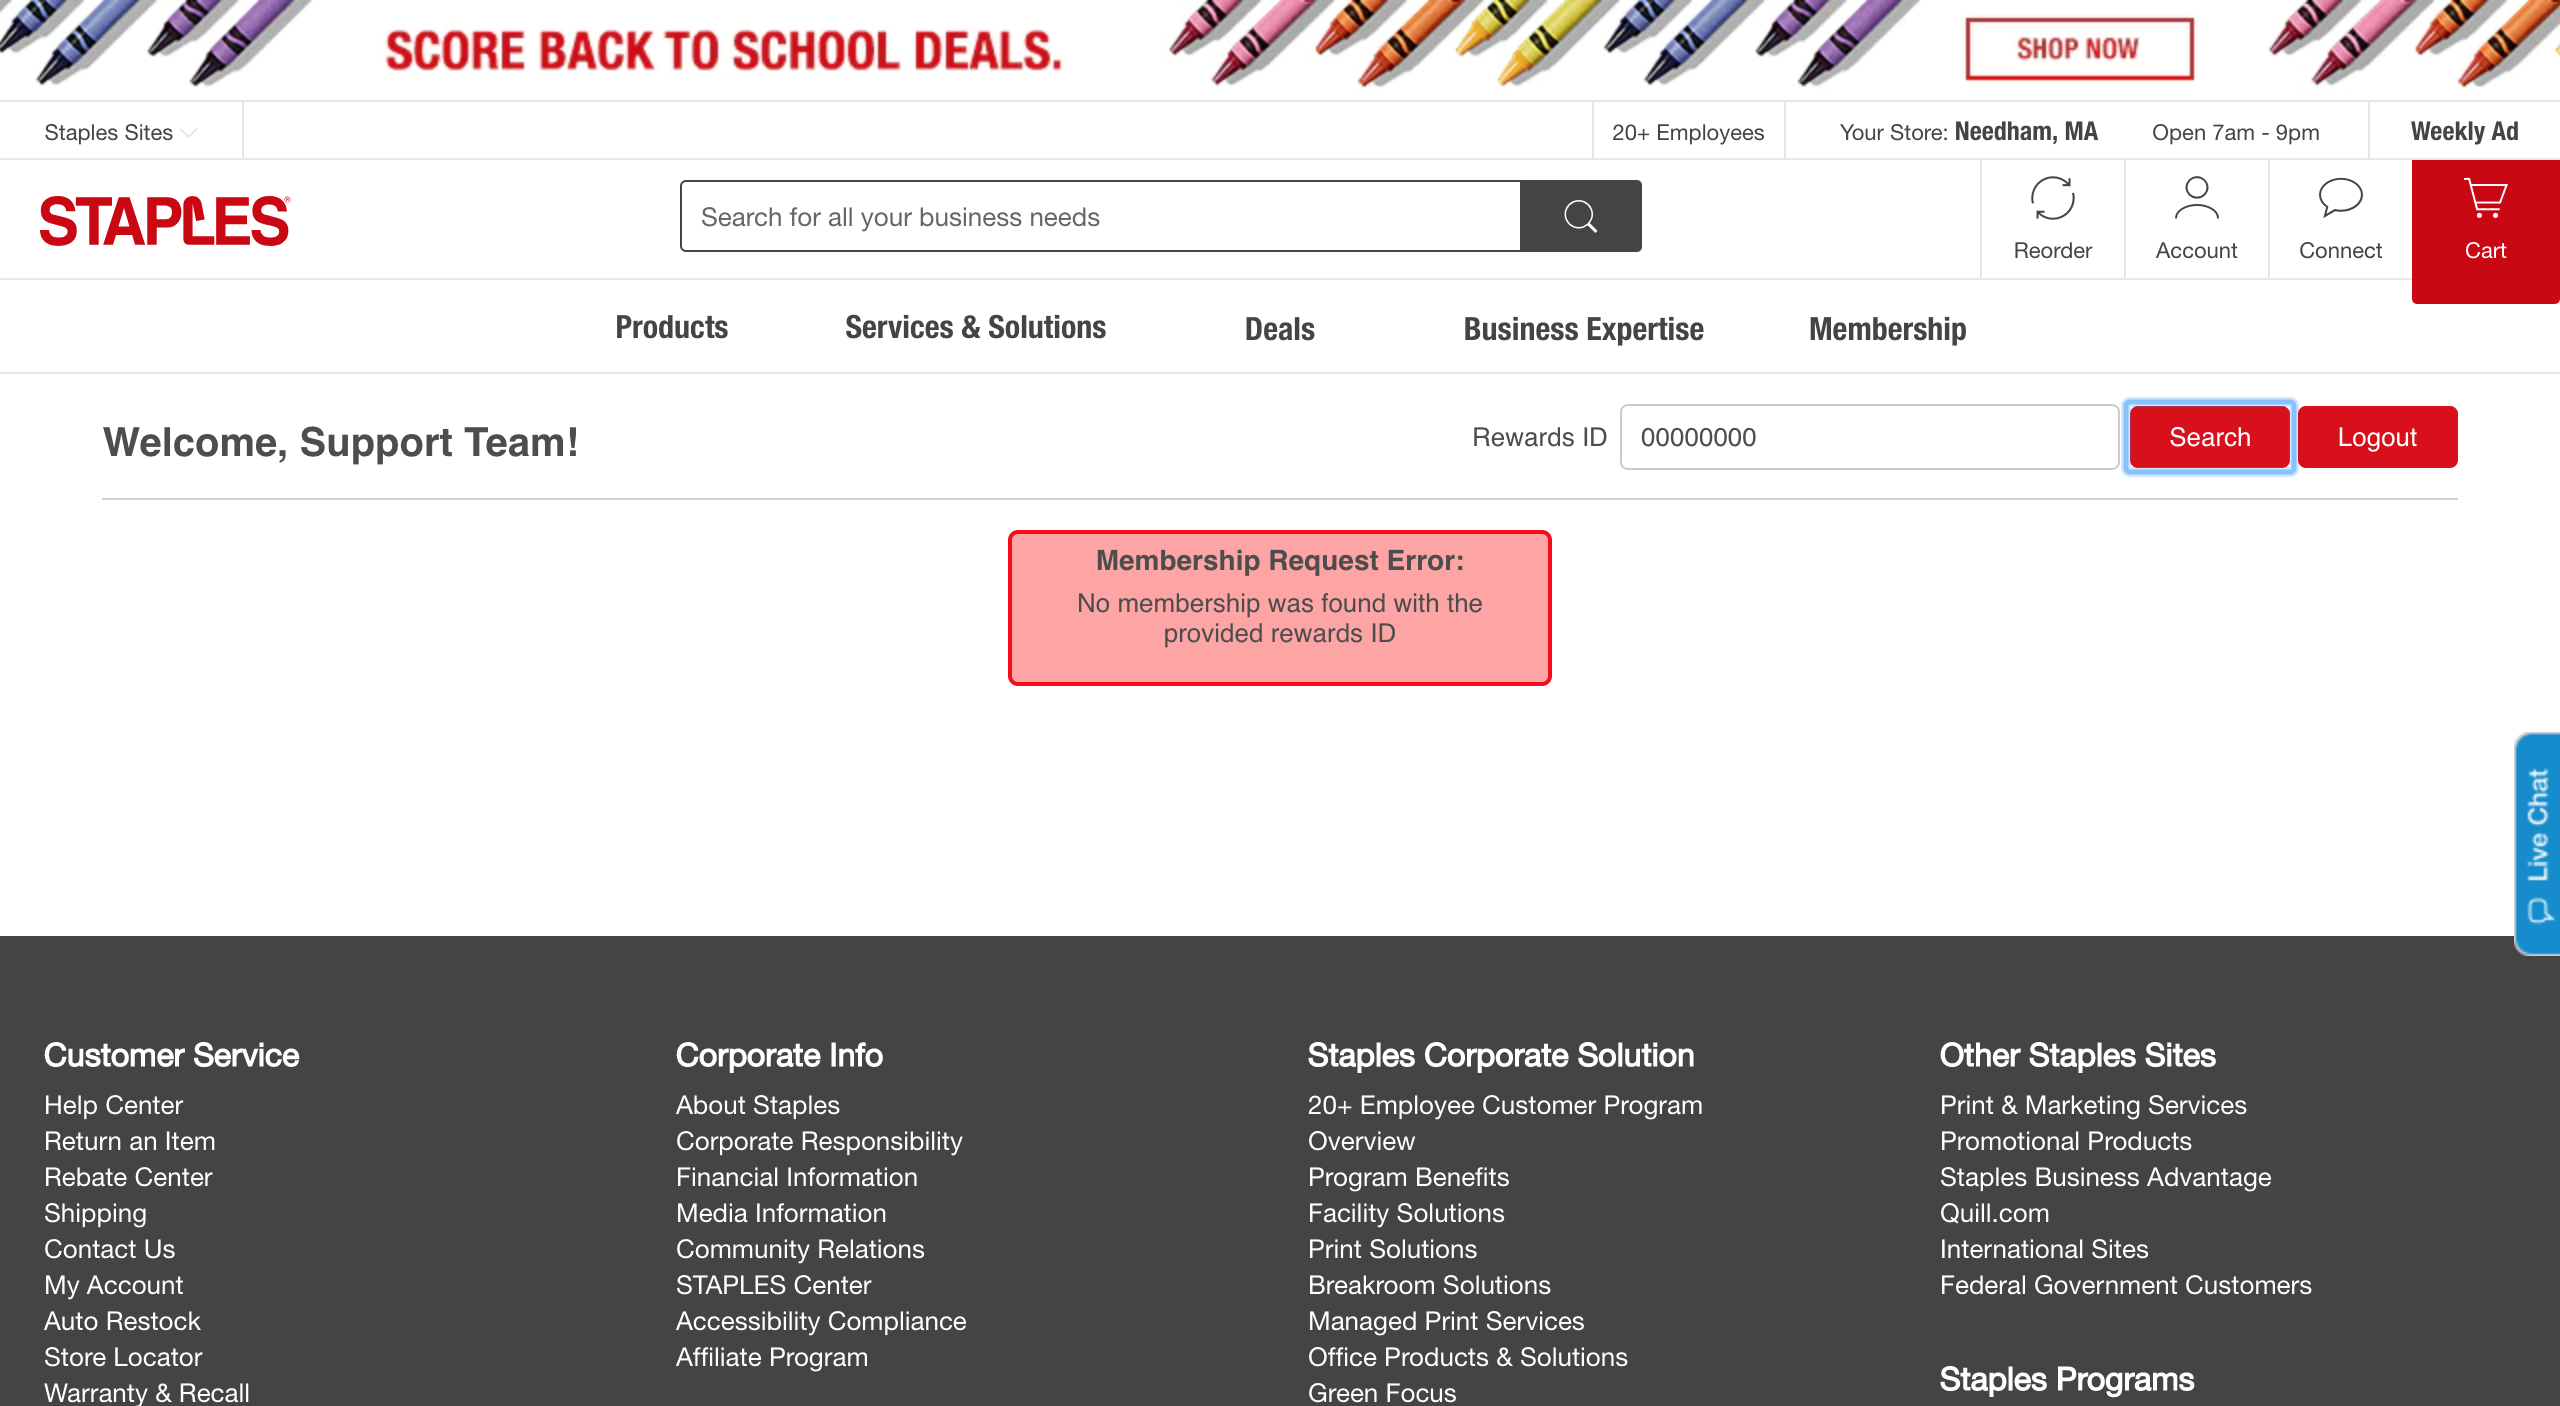 SCORE BACK TO SCHOOL DEALS.
SHOP NOW
Staples Sites
20+ Employees
Your Store: Needham, MA
Open 7am - 9pm
Weekly Ad
STAPLES®
Search for all your business needs
Reorder
Account
Connect
Cart
Products
Services & Solutions
Deals
Business Expertise
Membership
Welcome, Support Team!
Rewards ID
00000000
Search
Logout
Membership Request Error:
No membership was found with the
provided rewards ID
Live Chat
Customer Service
Help Center
Return an Item
Rebate Center
Shipping
Contact Us
My Account
Auto Restock
Store Locator
Warranty & Recall
Corporate Info
About Staples
Corporate Responsibility
Financial Information
Media Information
Community Relations
STAPLES Center
Accessibility Compliance
Affiliate Program
Staples Corporate Solution
20+ Employee Customer Program
Overview
Program Benefits
Facility Solutions
Print Solutions
Breakroom Solutions
Managed Print Services
Office Products & Solutions
Green Focus
Other Staples Sites
Print & Marketing Services
Promotional Products
Staples Business Advantage
Quill.com
International Sites
Federal Government Customers
Staples Programs